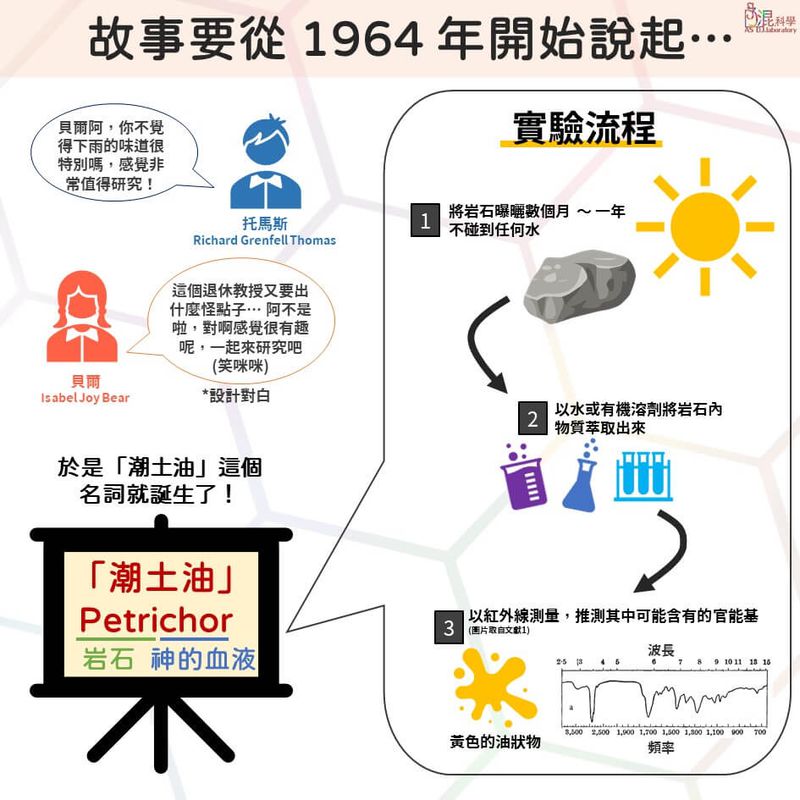 故事要從 1964 年開始說起…
混科學
AS U.J.laboratory
貝爾阿，你不覺
得下雨的味道很
特別嗎，感覺非
常值得研究！
托馬斯
Richard Grenfell Thomas
這個退休教授又要出
什麼怪點子… 阿不是
啦，對啊感覺很有趣
呢，一起來研究吧
(笑咪咪)
貝爾
Isabel Joy Bear
*設計對白
於是「潮土油」這個
名詞就誕生了！
「潮土油」
Petrichor
岩石 神的血液
實驗流程
1
將岩石曝曬數個月 ～ 一年
不碰到任何水
2
以水或有機溶劑將岩石內
物質萃取出來
3
以紅外線測量，推測其中可能含有的官能基
(圖片取自文獻1)
黃色的油狀物
波長
2·5 3 4 5 6 7 8 9 10 11 13 15
a
3,500 2,500 1,900 1,700 1,500 1,300 1,100 900 700
頻率